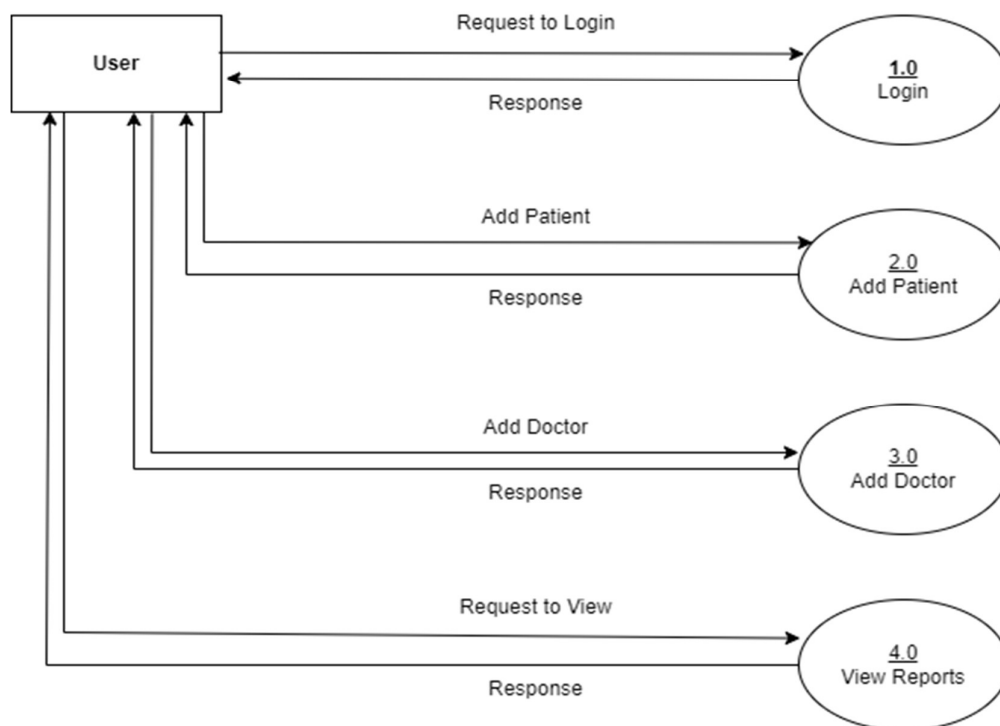 Request to Login
User
1.0
Login
Response
Add Patient
2.0
Add Patient
Response
Add Doctor
3.0
Add Doctor
Response
Request to View
4.0
View Reports
Response